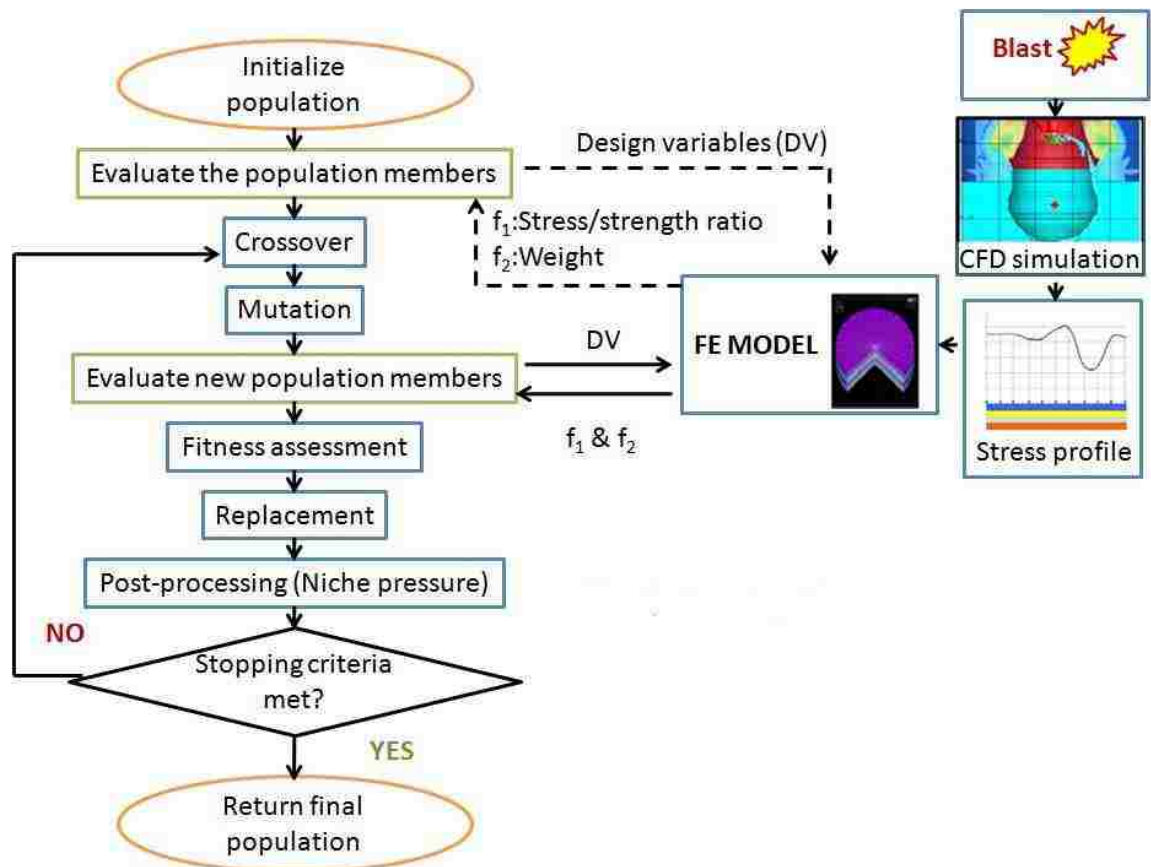 Initialize
population
Evaluate the population members
Crossover
Mutation
Evaluate new population members
Fitness assessment
Replacement
Post-processing (Niche pressure)
NO
Stopping criteria
met?
YES
Return final
population
Design variables (DV)
f₁:Stress/strength ratio
f₂:Weight
DV
f₁ & f₂
FE MODEL
Blast
CFD simulation
Stress profile